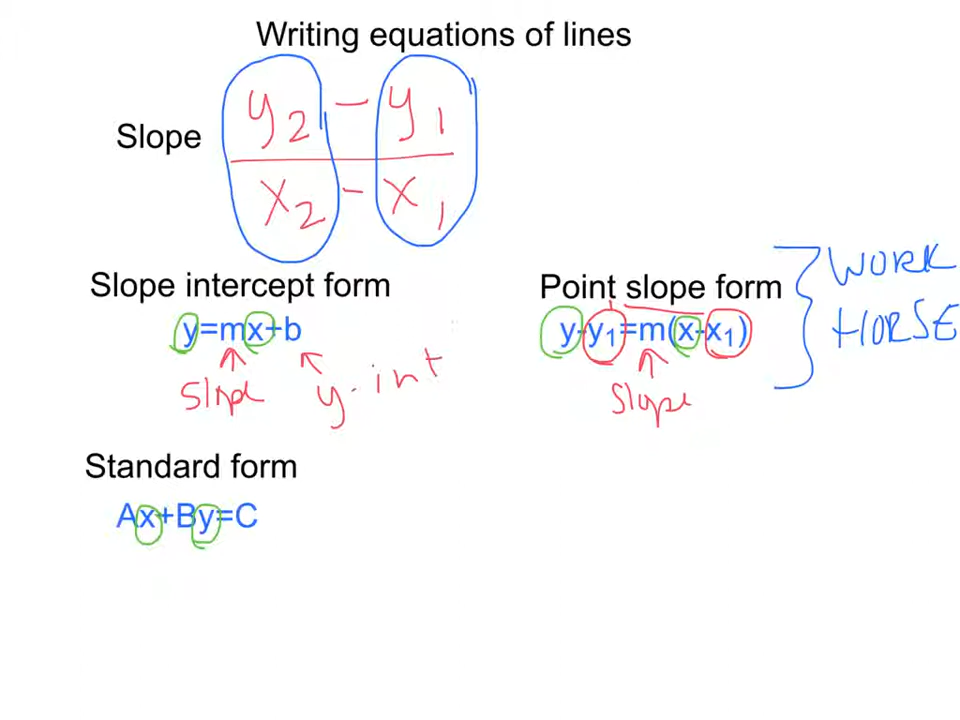 Writing equations of lines
y2 - y1
Slope
x2 - x1
Slope intercept form
y=mx+b
Slope
y-int
Point slope form
y-y1=m(x-x1)
Slope
WORK
HORSE
Standard form
Ax+By=C